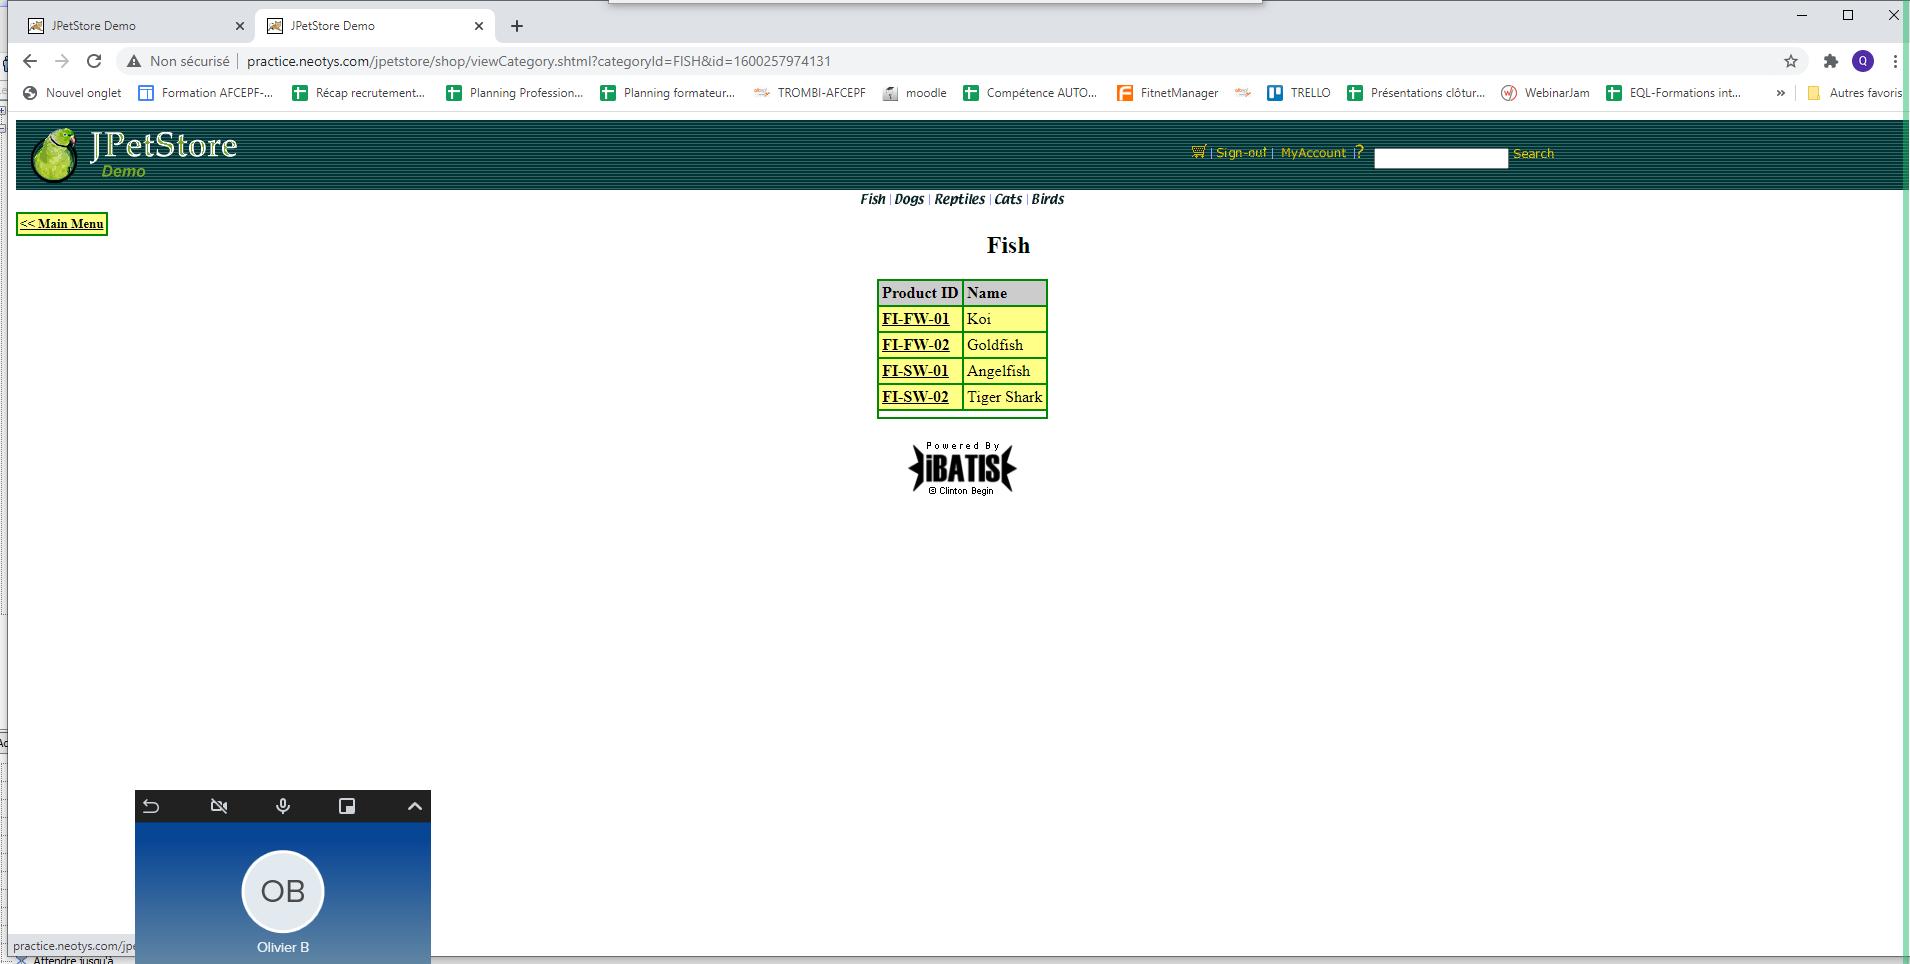 JPetStore Demo
JPetStore Demo
Non sécurisé
practice.neotys.com/jpetstore/shop/viewCategory.shtml?categoryId=FISH&id=1600257974131
Q
Nouvel onglet
Formation AFCEPF-...
Récap recrutement...
Planning Profession...
Planning formateur...
TROMBI-AFCEPF
moodle
Compétence AUTO...
FitnetManager
TRELLO
Présentations clôtur...
WebinarJam
EQL-Formations int...
»
Autres favoris
JPetStore
Demo
| Sign-out | MyAccount | ?
Search
Fish | Dogs | Reptiles | Cats | Birds
<< Main Menu
Fish
Product ID Name
FI-FW-01 Koi
FI-FW-02 Goldfish
FI-SW-01 Angelfish
FI-SW-02 Tiger Shark
Powered By
iBATIS
© Clinton Begin
OB
Olivier B
practice.neotys.com/jpe
Attendre jusqu'à